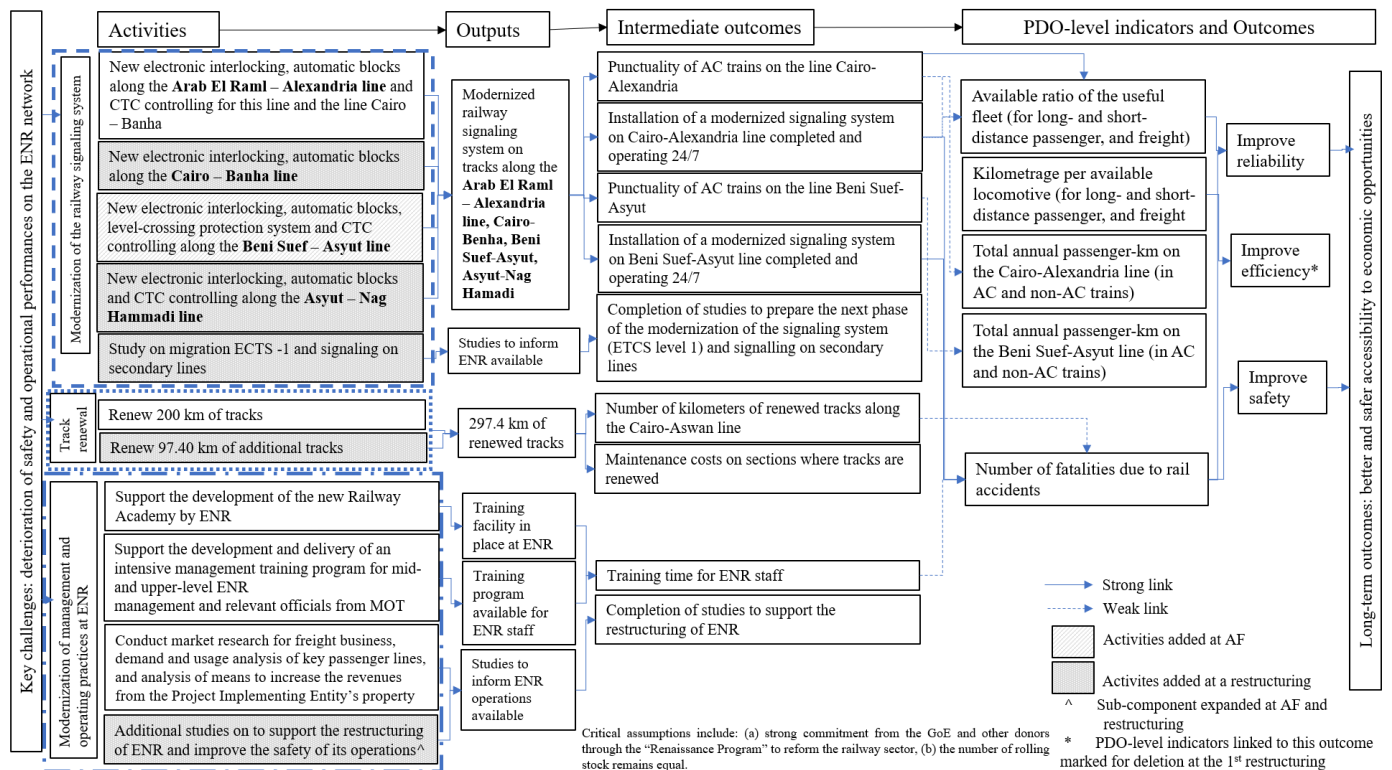 Key challenges: deterioration of safety and operational performances on the ENR network
Activities
Outputs
Intermediate outcomes
PDO-level indicators and Outcomes
Modernization of the railway signaling system
New electronic interlocking, automatic blocks
along the Arab El Raml – Alexandria line and
CTC controlling for this line and the line Cairo
– Banha
New electronic interlocking, automatic blocks
along the Cairo – Banha line
New electronic interlocking, automatic blocks,
level-crossing protection system and CTC
controlling along the Beni Suef – Asyut line
New electronic interlocking, automatic blocks
and CTC controlling along the Asyut – Nag
Hammadi line
Study on migration ECTS -1 and signaling on
secondary lines
Track
renewal
Renew 200 km of tracks
Renew 97.40 km of additional tracks
Modernization of management and
operating practices at ENR
Support the development of the new Railway
Academy by ENR
Support the development and delivery of an
intensive management training program for mid-
and upper-level ENR
management and relevant officials from MOT
Conduct market research for freight business,
demand and usage analysis of key passenger lines,
and analysis of means to increase the revenues
from the Project Implementing Entity's property
Additional studies on to support the restructuring
of ENR and improve the safety of its operations^
Modernized
railway
signaling
system on
tracks along the
Arab El Raml
– Alexandria
line, Cairo-
Benha, Beni
Suef-Asyut,
Asyut-Nag
Hamadi
Studies to inform
ENR available
297.4 km of
renewed tracks
Training
facility in
place at ENR
Training
program
available for
ENR staff
Studies to
inform ENR
operations
available
Punctuality of AC trains on the line Cairo-
Alexandria
Installation of a modernized signaling system
on Cairo-Alexandria line completed and
operating 24/7
Punctuality of AC trains on the line Beni Suef-
Asyut
Installation of a modernized signaling system
on Beni Suef-Asyut line completed and
operating 24/7
Completion of studies to prepare the next phase
of the modernization of the signaling system
(ETCS level 1) and signalling on secondary
lines
Number of kilometers of renewed tracks along
the Cairo-Aswan line
Maintenance costs on sections where tracks are
renewed
Training time for ENR staff
Completion of studies to support the
restructuring of ENR
Available ratio of the useful
fleet (for long- and short-
distance passenger, and freight)
Kilometrage per available
locomotive (for long- and short-
distance passenger, and freight
Total annual passenger-km on
the Cairo-Alexandria line (in
AC and non-AC trains)
Total annual passenger-km on
the Beni Suef-Asyut line (in AC
and non-AC trains)
Number of fatalities due to rail
accidents
Improve
reliability
Improve
efficiency*
Improve
safety
Long-term outcomes: better and safer accessibility to economic opportunities
Strong link
Weak link
Activities added at AF
Activites added at a restructuring
^ Sub-component expanded at AF and
restructuring
* PDO-level indicators linked to this outcome
marked for deletion at the 1st restructuring
Critical assumptions include: (a) strong commitment from the GoE and other donors
through the “Renaissance Program” to reform the railway sector, (b) the number of rolling
stock remains equal.